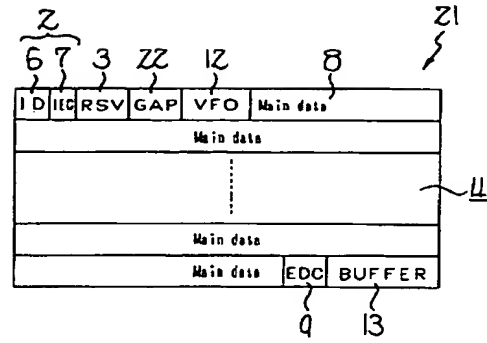 2 21
6 7 3 22 12 8
ID IEC RSV GAP VFO Main data
Main data
11
Main data
Main data EDC BUFFER
9 13